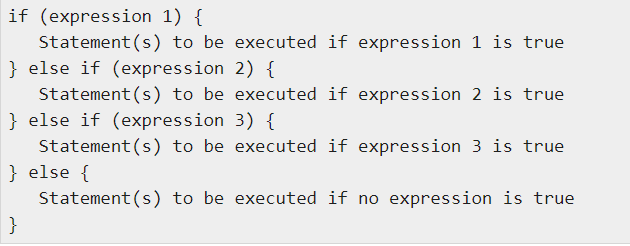 if (expression 1) {
   Statement(s) to be executed if expression 1 is true
} else if (expression 2) {
   Statement(s) to be executed if expression 2 is true
} else if (expression 3) {
   Statement(s) to be executed if expression 3 is true
} else {
   Statement(s) to be executed if no expression is true
}